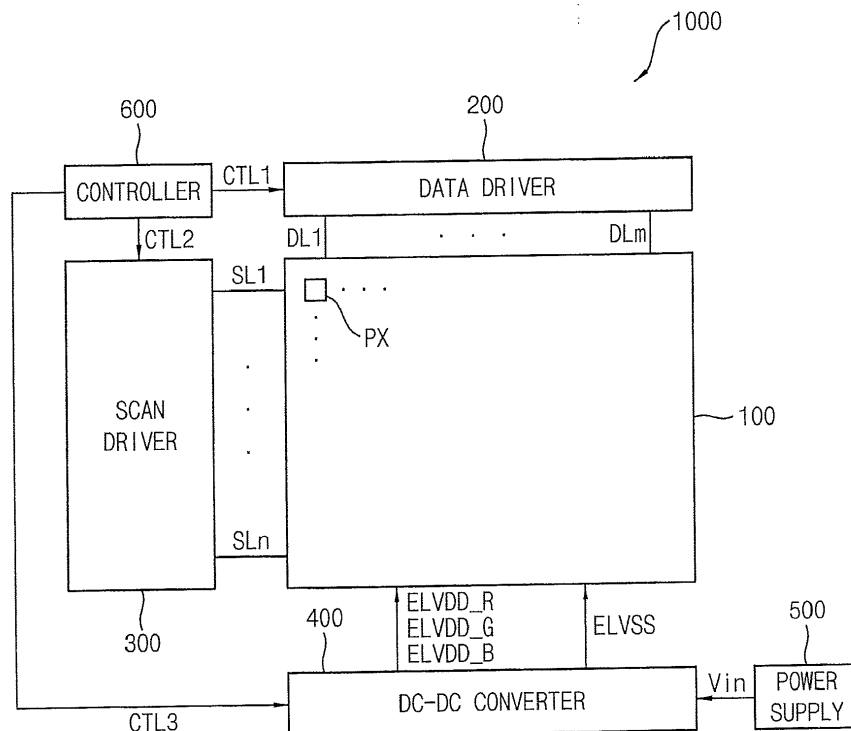 1000
600
200
CONTROLLER
CTL1
DATA DRIVER
CTL2
DL1
DLm
SL1
PX
SCAN
DRIVER
100
SLn
300
400
ELVDD_R
ELVDD_G
ELVDD_B
ELVSS
500
DC-DC CONVERTER
Vin
POWER
SUPPLY
CTL3